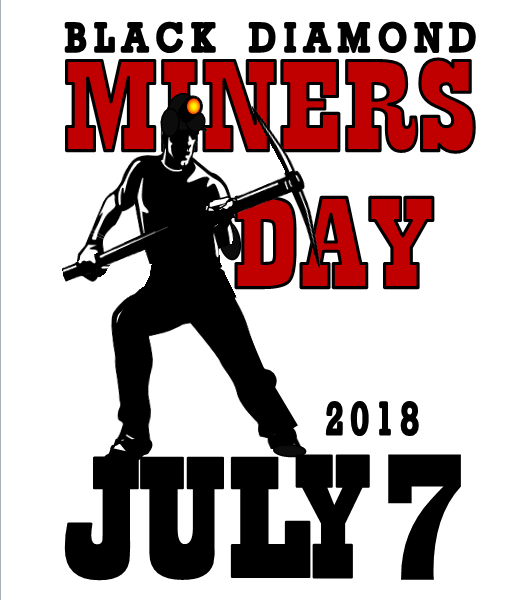 BLACK DIAMOND
MINERS
DAY
2018
JULY 7